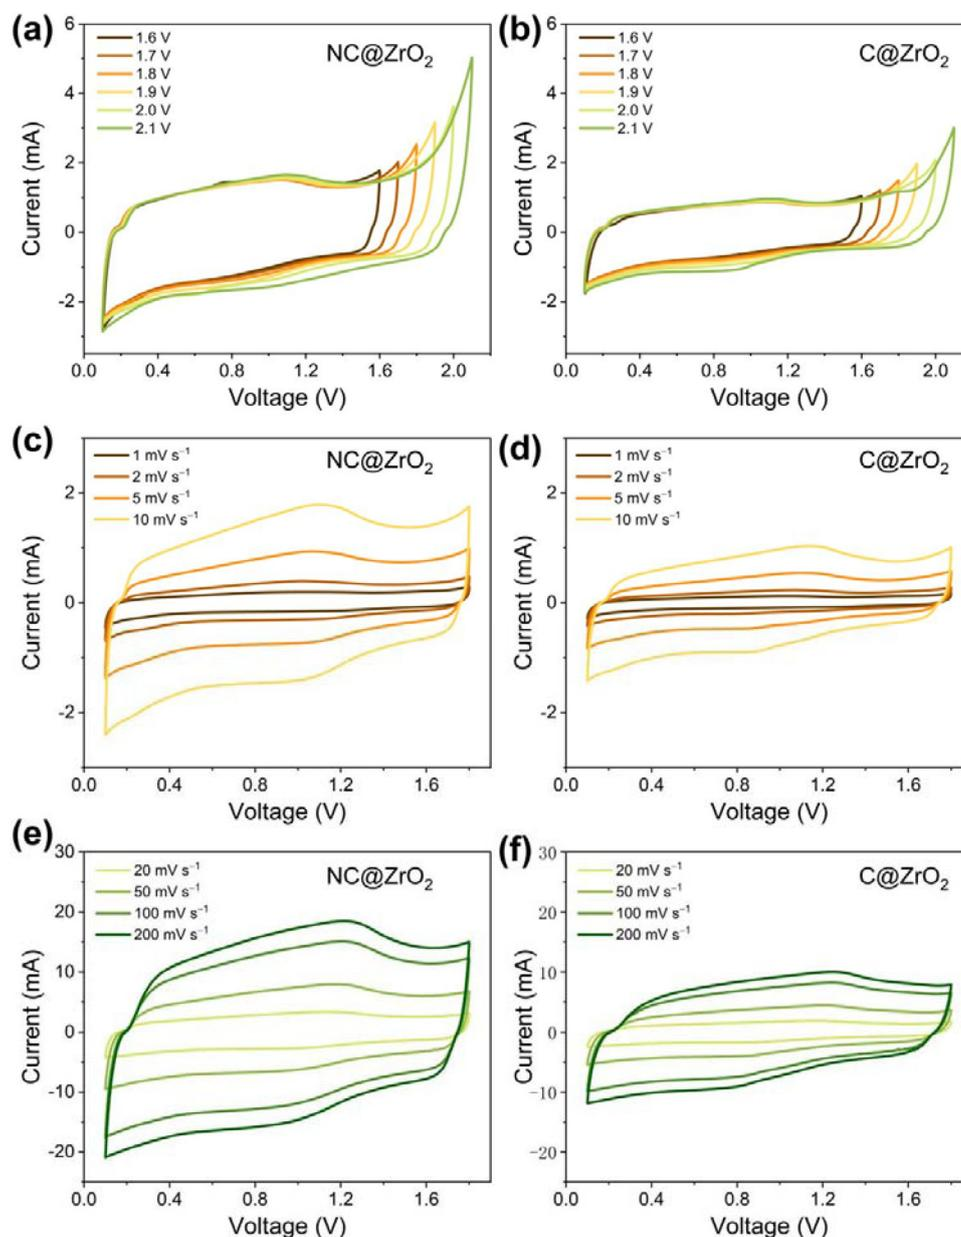 (a)
NC@ZrO₂
1.6 V
1.7 V
1.8 V
1.9 V
2.0 V
2.1 V
6
4
2
0
-2
Current (mA)
0.0 0.4 0.8 1.2 1.6 2.0
Voltage (V)
(b)
C@ZrO₂
1.6 V
1.7 V
1.8 V
1.9 V
2.0 V
2.1 V
6
4
2
0
-2
Current (mA)
0.0 0.4 0.8 1.2 1.6 2.0
Voltage (V)
(c)
NC@ZrO₂
1 mV s⁻¹
2 mV s⁻¹
5 mV s⁻¹
10 mV s⁻¹
2
0
-2
Current (mA)
0.0 0.4 0.8 1.2 1.6
Voltage (V)
(d)
C@ZrO₂
1 mV s⁻¹
2 mV s⁻¹
5 mV s⁻¹
10 mV s⁻¹
2
0
-2
Current (mA)
0.0 0.4 0.8 1.2 1.6
Voltage (V)
(e)
NC@ZrO₂
20 mV s⁻¹
50 mV s⁻¹
100 mV s⁻¹
200 mV s⁻¹
30
20
10
0
-10
-20
Current (mA)
0.0 0.4 0.8 1.2 1.6
Voltage (V)
(f)
C@ZrO₂
20 mV s⁻¹
50 mV s⁻¹
100 mV s⁻¹
200 mV s⁻¹
30
20
10
0
-10
-20
Current (mA)
0.0 0.4 0.8 1.2 1.6
Voltage (V)